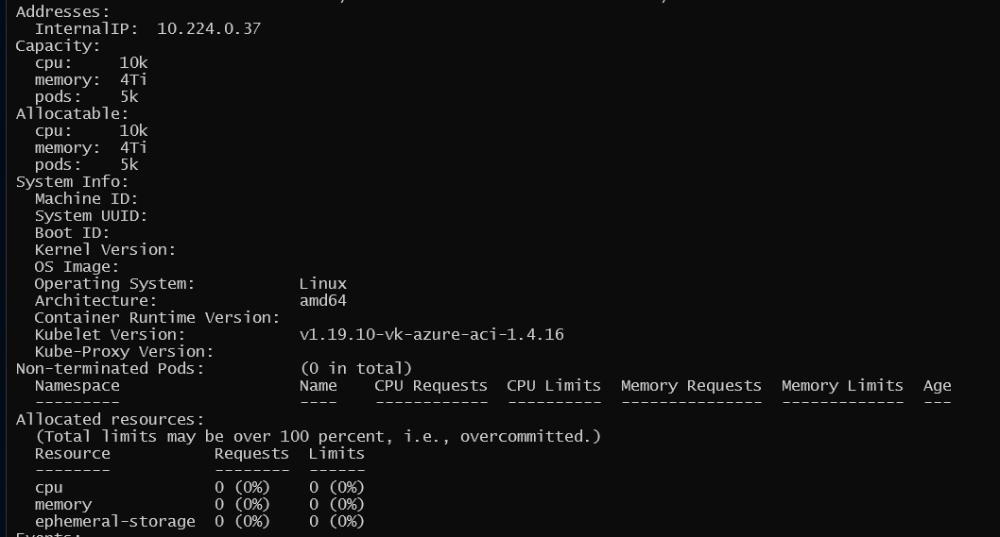 Addresses:
  InternalIP:  10.224.0.37
Capacity:
  cpu:     10k
  memory:  4Ti
  pods:    5k
Allocatable:
  cpu:     10k
  memory:  4Ti
  pods:    5k
System Info:
  Machine ID:
  System UUID:
  Boot ID:
  Kernel Version:
  OS Image:
  Operating System:           Linux
  Architecture:               amd64
  Container Runtime Version:
  Kubelet Version:            v1.19.10-vk-azure-aci-1.4.16
  Kube-Proxy Version:
Non-terminated Pods:          (0 in total)
  Namespace                   Name    CPU Requests  CPU Limits  Memory Requests  Memory Limits  Age
  ---------                   ----    ------------  ----------  ---------------  -------------  ---
Allocated resources:
  (Total limits may be over 100 percent, i.e., overcommitted.)
  Resource           Requests  Limits
  --------           --------  ------
  cpu                0 (0%)    0 (0%)
  memory             0 (0%)    0 (0%)
  ephemeral-storage  0 (0%)    0 (0%)
Events: